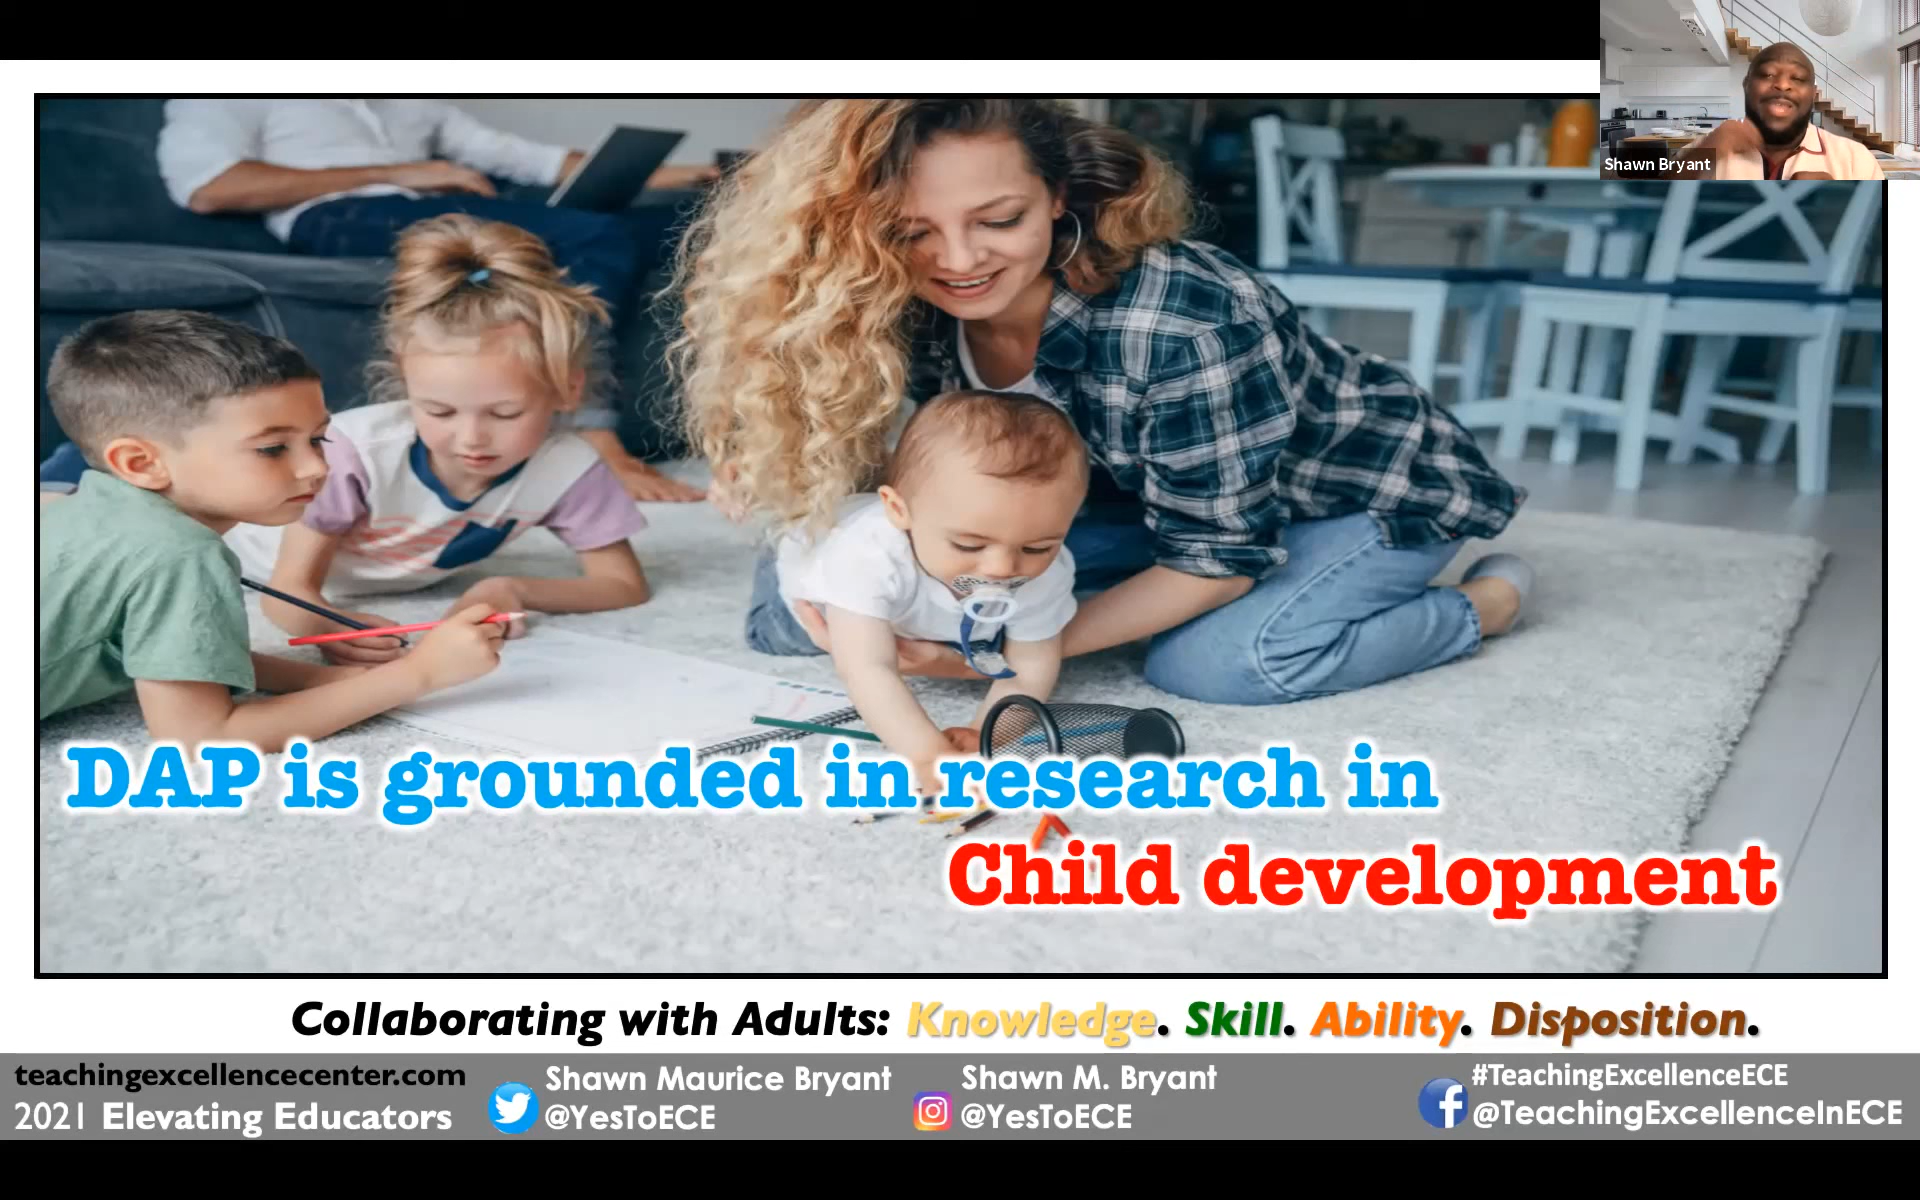 Shawn Bryant
DAP is grounded in research in
^
Child development
Collaborating with Adults: Knowledge. Skill. Ability. Disposition.
teachingexcellencecenter.com
2021 Elevating Educators
Shawn Maurice Bryant
@YesToECE
Shawn M. Bryant
@YesToECE
#TeachingExcellenceECE
@TeachingExcellenceInECE